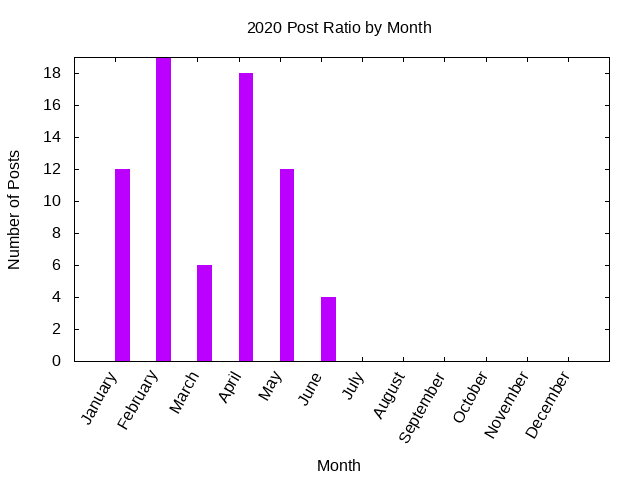 2020 Post Ratio by Month
Number of Posts
18
16
14
12
10
8
6
4
2
0
January
February
March
April
May
June
July
August
September
October
November
December
Month